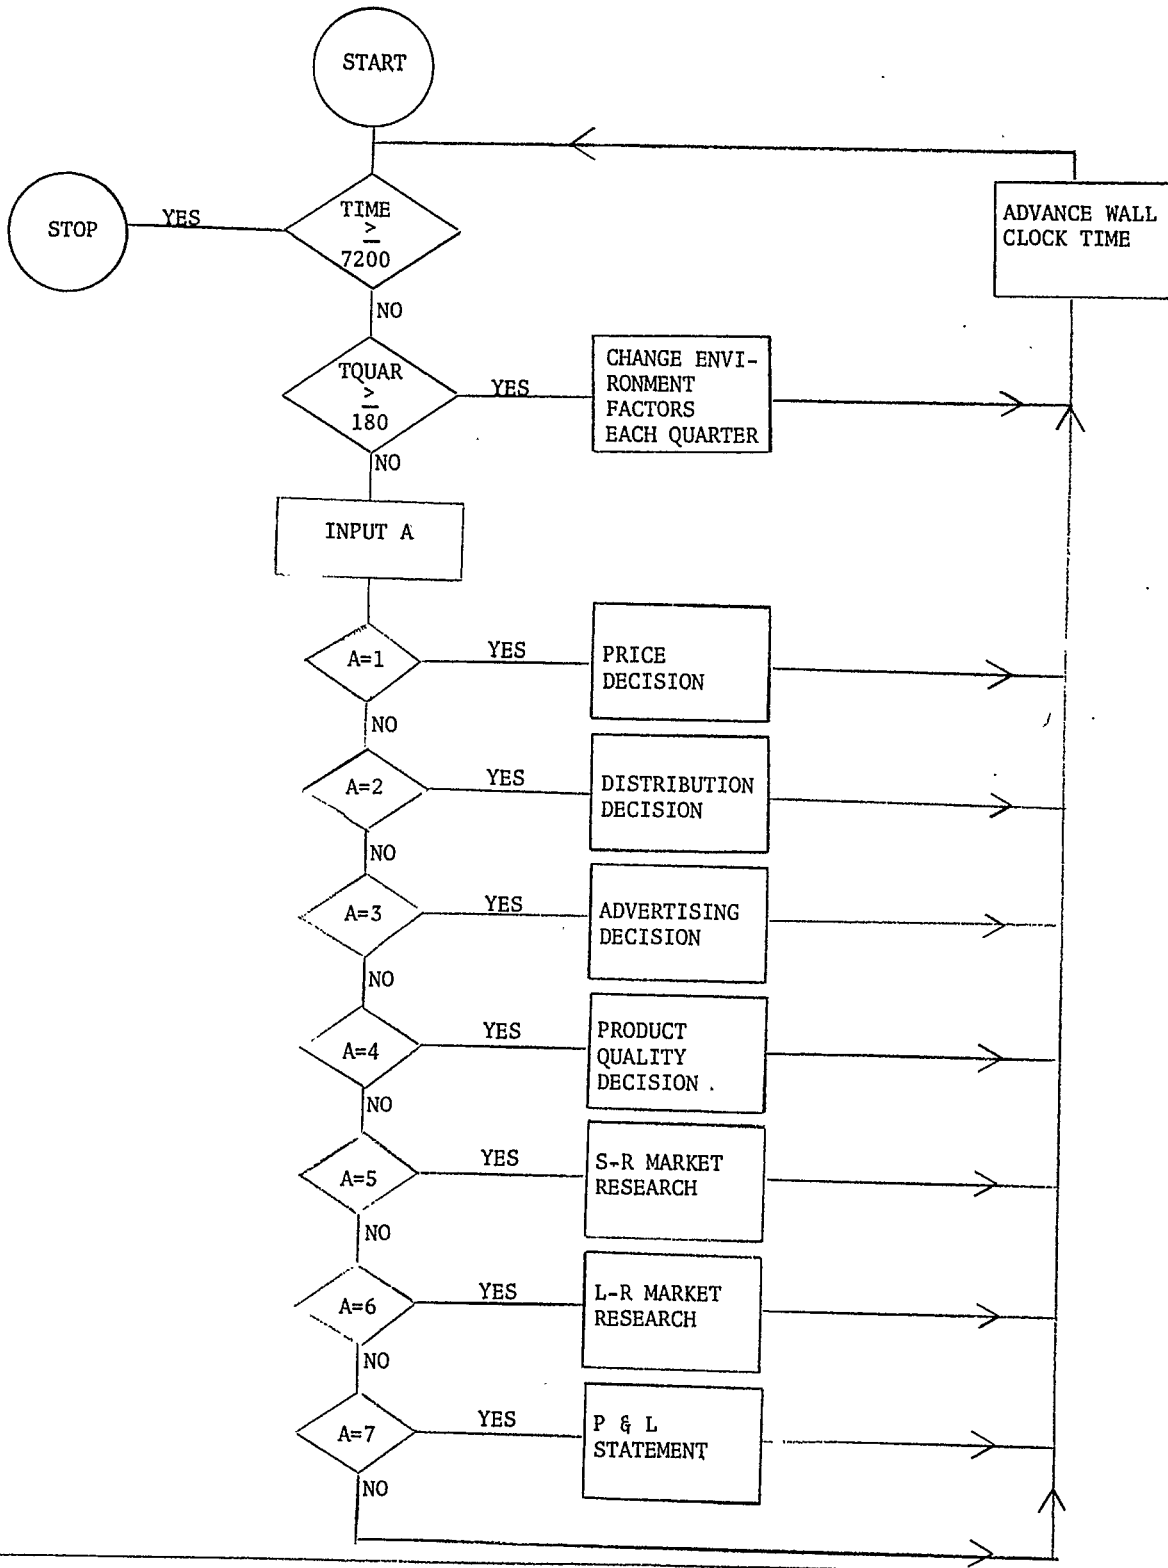 START
STOP
YES
TIME
≥
7200
ADVANCE WALL
CLOCK TIME
NO
TQUAR
≥
180
YES
CHANGE ENVI-
RONMENT
FACTORS
EACH QUARTER
NO
INPUT A
A=1
YES
PRICE
DECISION
NO
A=2
YES
DISTRIBUTION
DECISION
NO
A=3
YES
ADVERTISING
DECISION
NO
A=4
YES
PRODUCT
QUALITY
DECISION
NO
A=5
YES
S-R MARKET
RESEARCH
NO
A=6
YES
L-R MARKET
RESEARCH
NO
A=7
YES
P & L
STATEMENT
NO